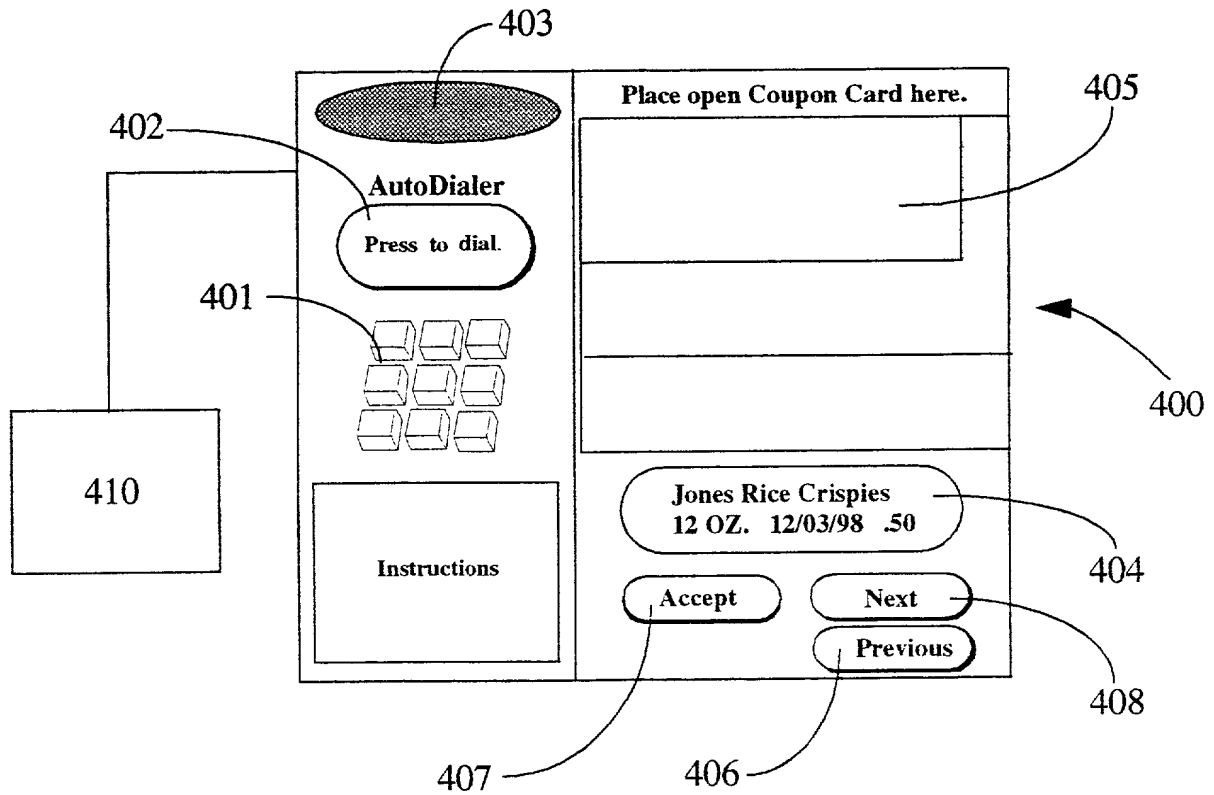 403
Place open Coupon Card here.
405
402
AutoDialer
Press to dial.
401
400
410
Jones Rice Crispies
12 OZ. 12/03/98 .50
404
Instructions
Accept
Next
Previous
408
407
406